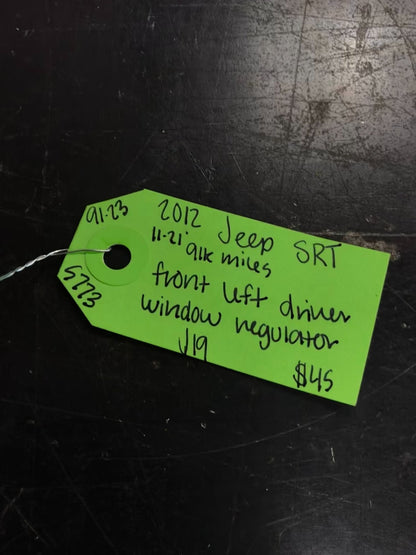 91-23
5773
2012 Jeep SRT
11-21' 91k miles
front left driver
window regulator
J19
$45